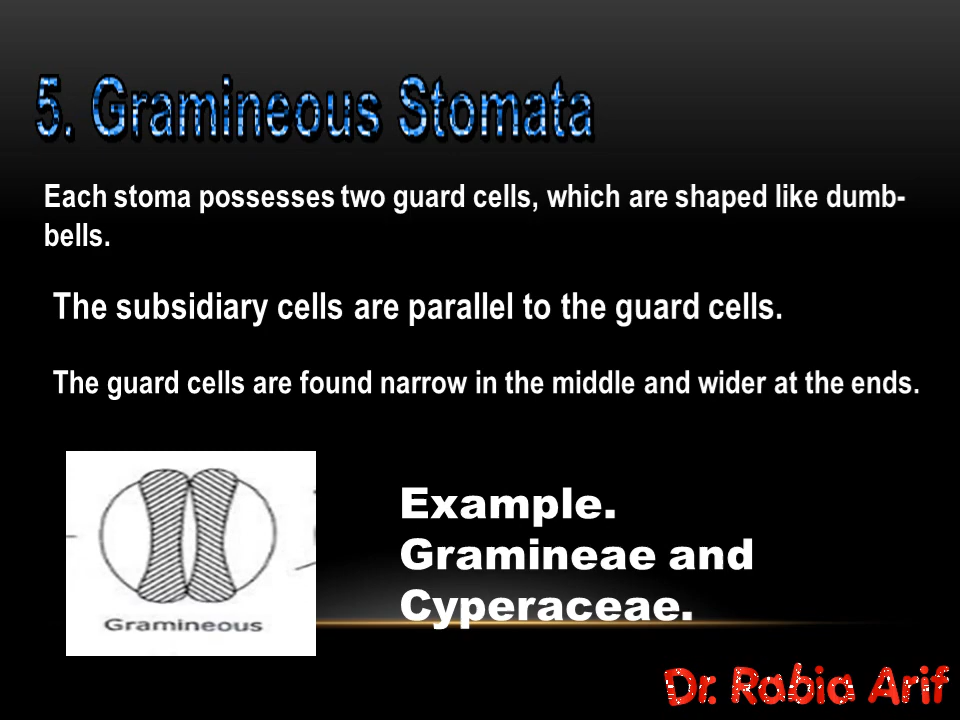 5. Gramineous Stomata
Each stoma possesses two guard cells, which are shaped like dumb-
bells.
The subsidiary cells are parallel to the guard cells.
The guard cells are found narrow in the middle and wider at the ends.
Gramineous
Example.
Gramineae and
Cyperaceae.
Dr. Rabia Arif